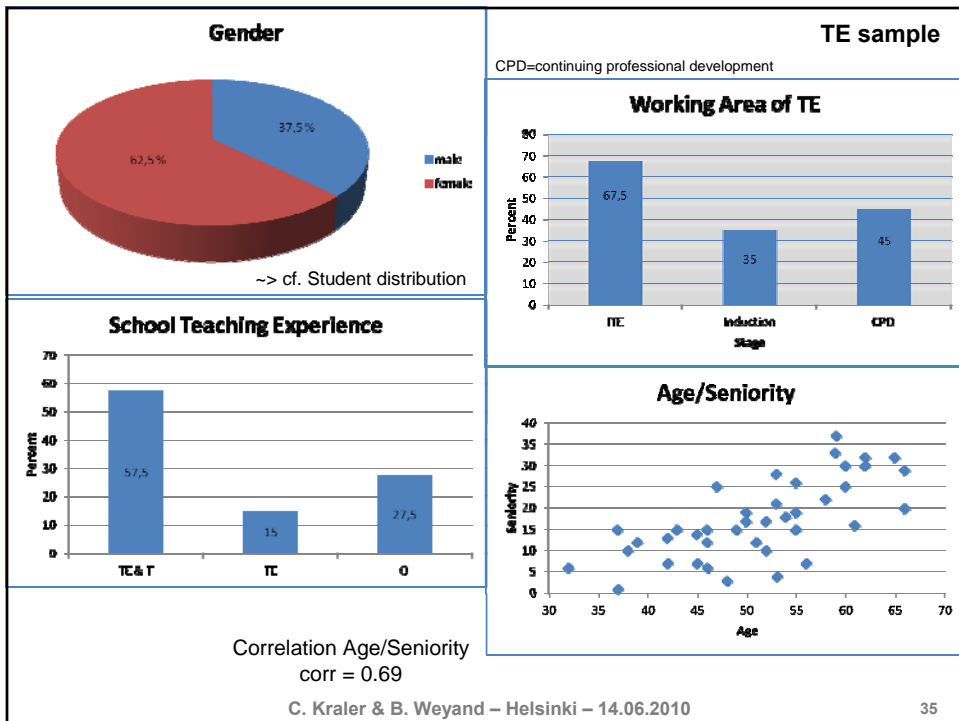 Gender
37,5%
62,5%
male
female
~> cf. Student distribution
TE sample
CPD=continuing professional development
Working Area of TE
Percent
80
70
60
50
40
30
20
10
0
67,5
35
45
ITE
Induction
CPD
Stage
School Teaching Experience
Percent
70
60
50
40
30
20
10
0
57,5
15
27,5
TE & T
TE
O
Age/Seniority
Seniority
40
35
30
25
20
15
10
5
0
30 35 40 45 50 55 60 65 70
Age
Correlation Age/Seniority
corr = 0.69
C. Kraler & B. Weyand – Helsinki – 14.06.2010
35